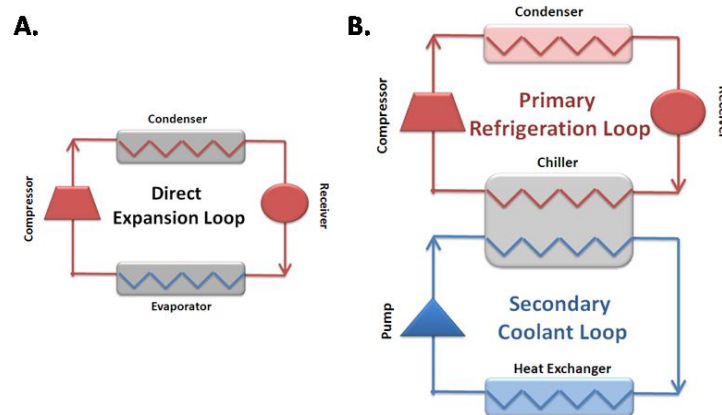 A.
Condenser
Compressor
Direct
Expansion Loop
Receiver
Evaporator
B.
Condenser
Compressor
Primary
Refrigeration Loop
Receiver
Chiller
Pump
Secondary
Coolant Loop
Heat Exchanger